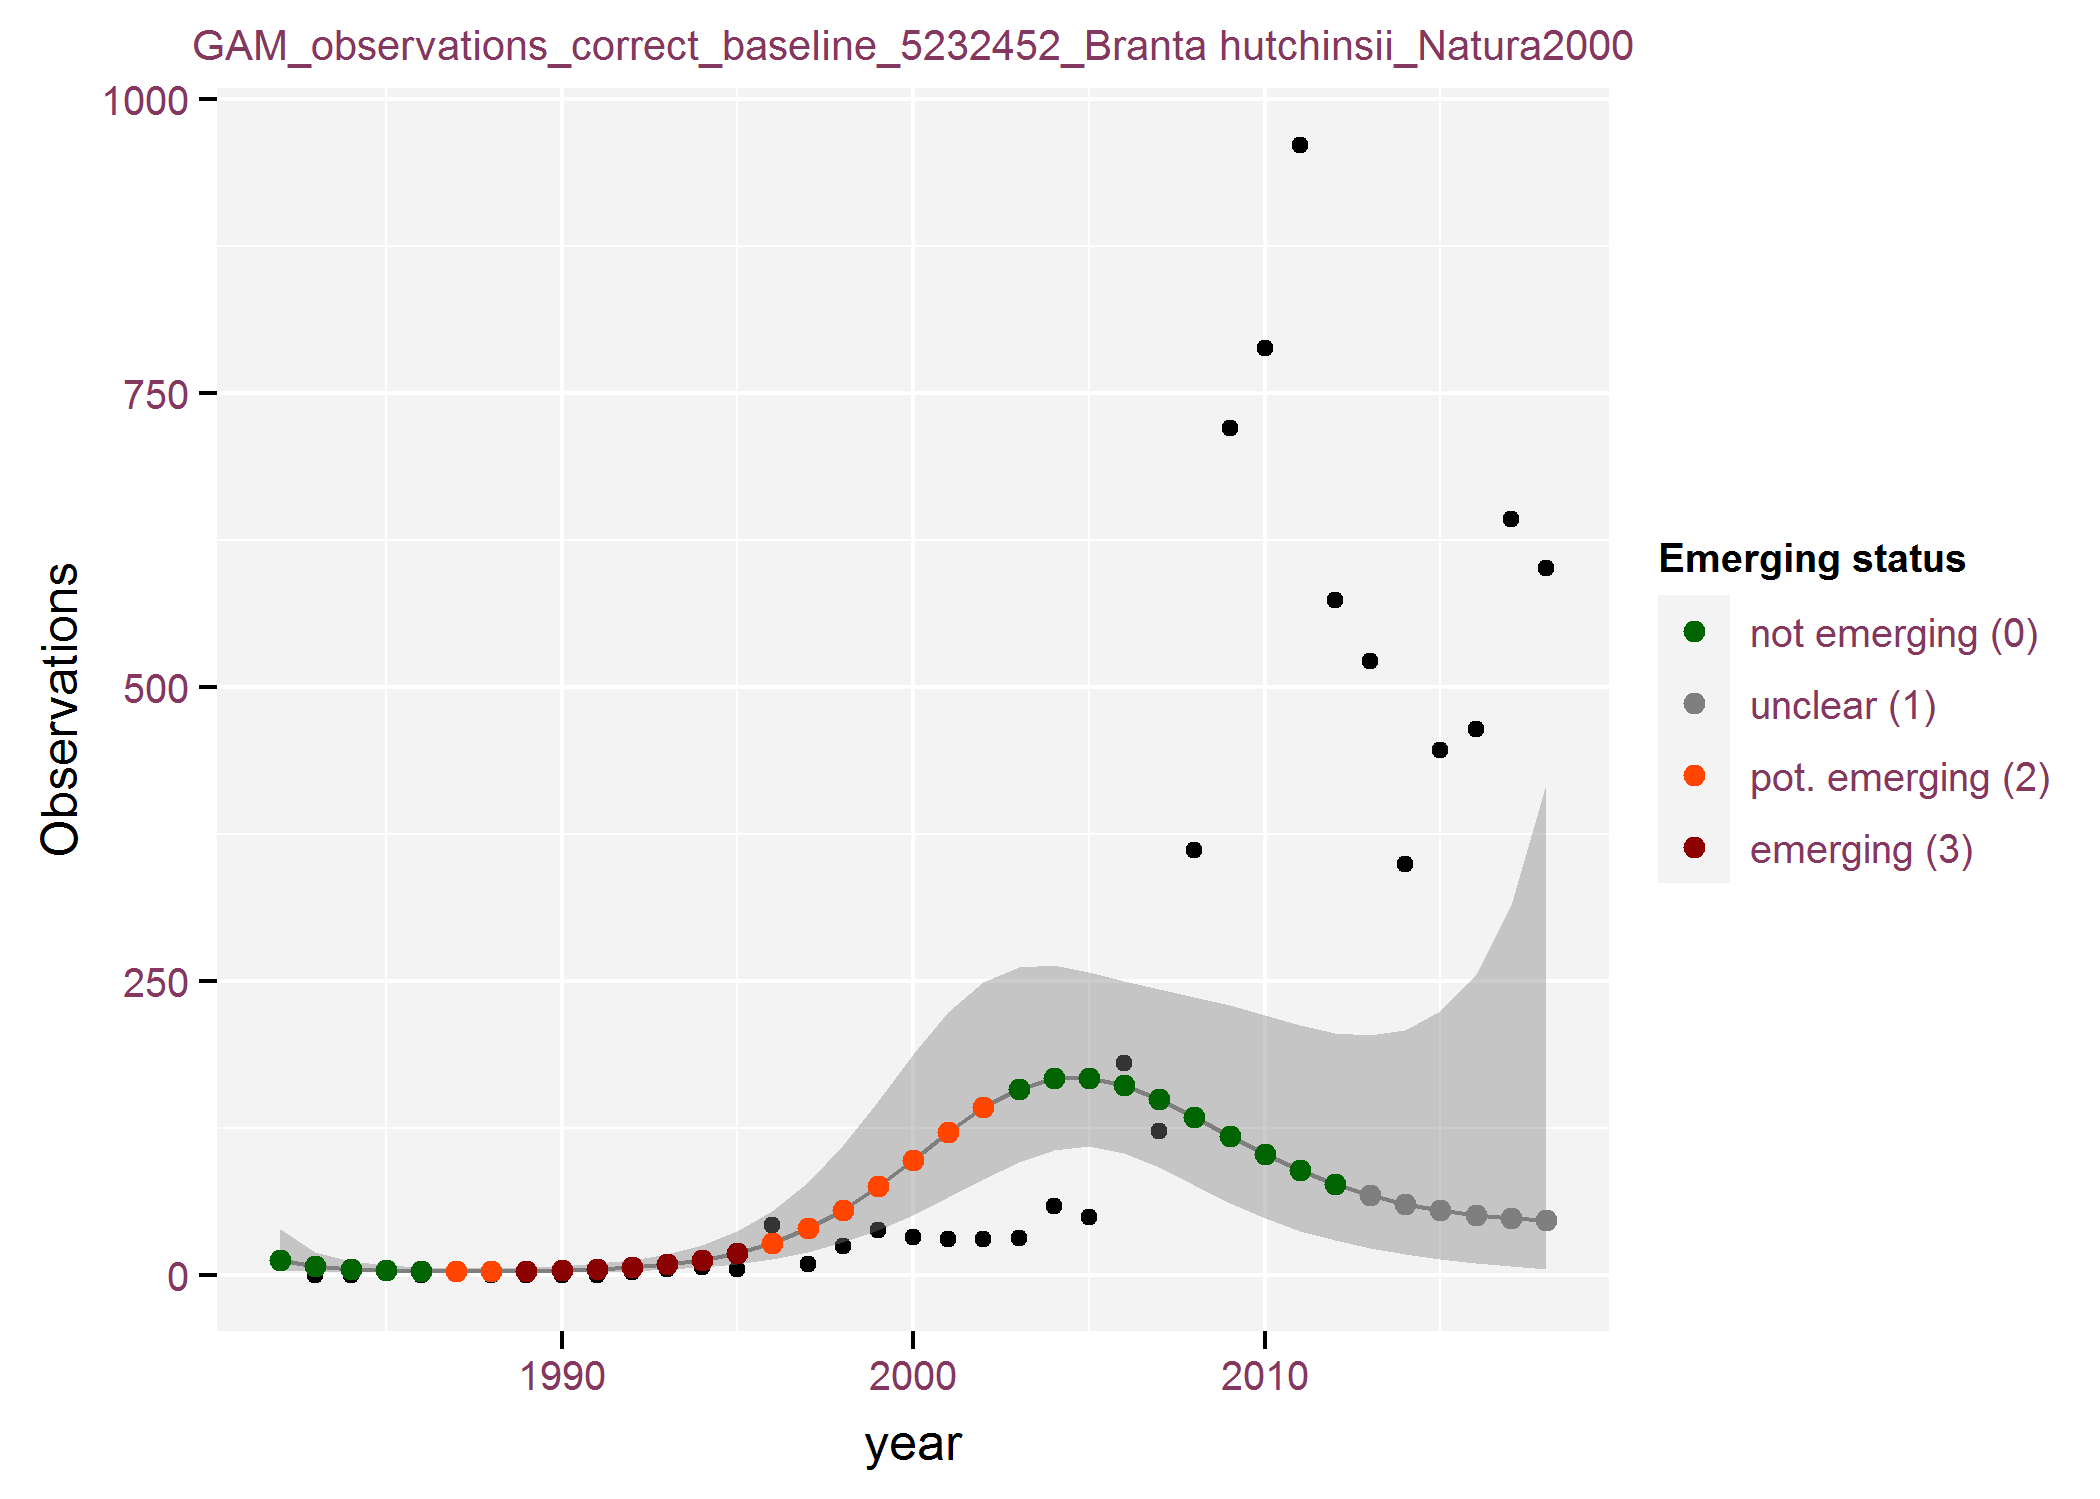 GAM_observations_correct_baseline_5232452_Branta hutchinsii_Natura2000
1000
750
500
250
0
Observations
1990
2000
2010
year
Emerging status
not emerging (0)
unclear (1)
pot. emerging (2)
emerging (3)